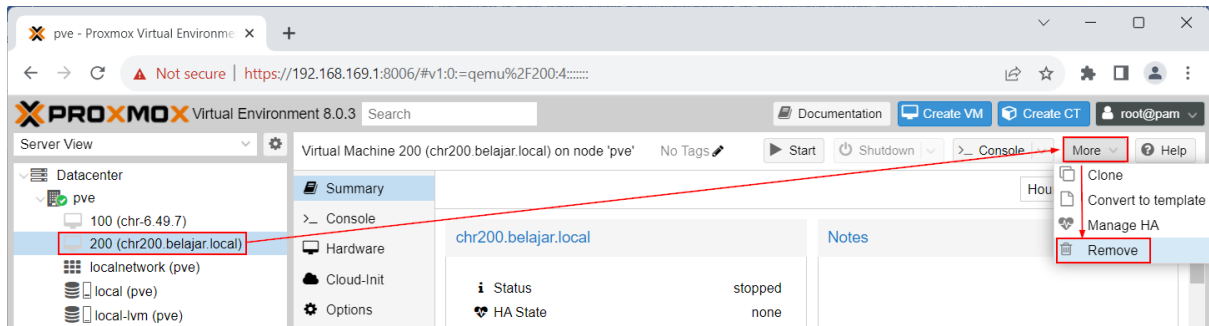 pve - Proxmox Virtual Environme
Not secure | https://192.168.169.1:8006/#v1:0:=qemu%2F200:4:::::::
PROXMOX Virtual Environment 8.0.3 Search Documentation Create VM Create CT root@pam
Server View
Virtual Machine 200 (chr200.belajar.local) on node 'pve' No Tags Start Shutdown Console More Help
Datacenter
pve
100 (chr-6.49.7)
200 (chr200.belajar.local)
localnetwork (pve)
local (pve)
local-lvm (pve)
Summary
Console
Hardware
Cloud-Init
Options
Hou
Clone
Convert to template
Manage HA
Remove
chr200.belajar.local
Notes
Status stopped
HA State none